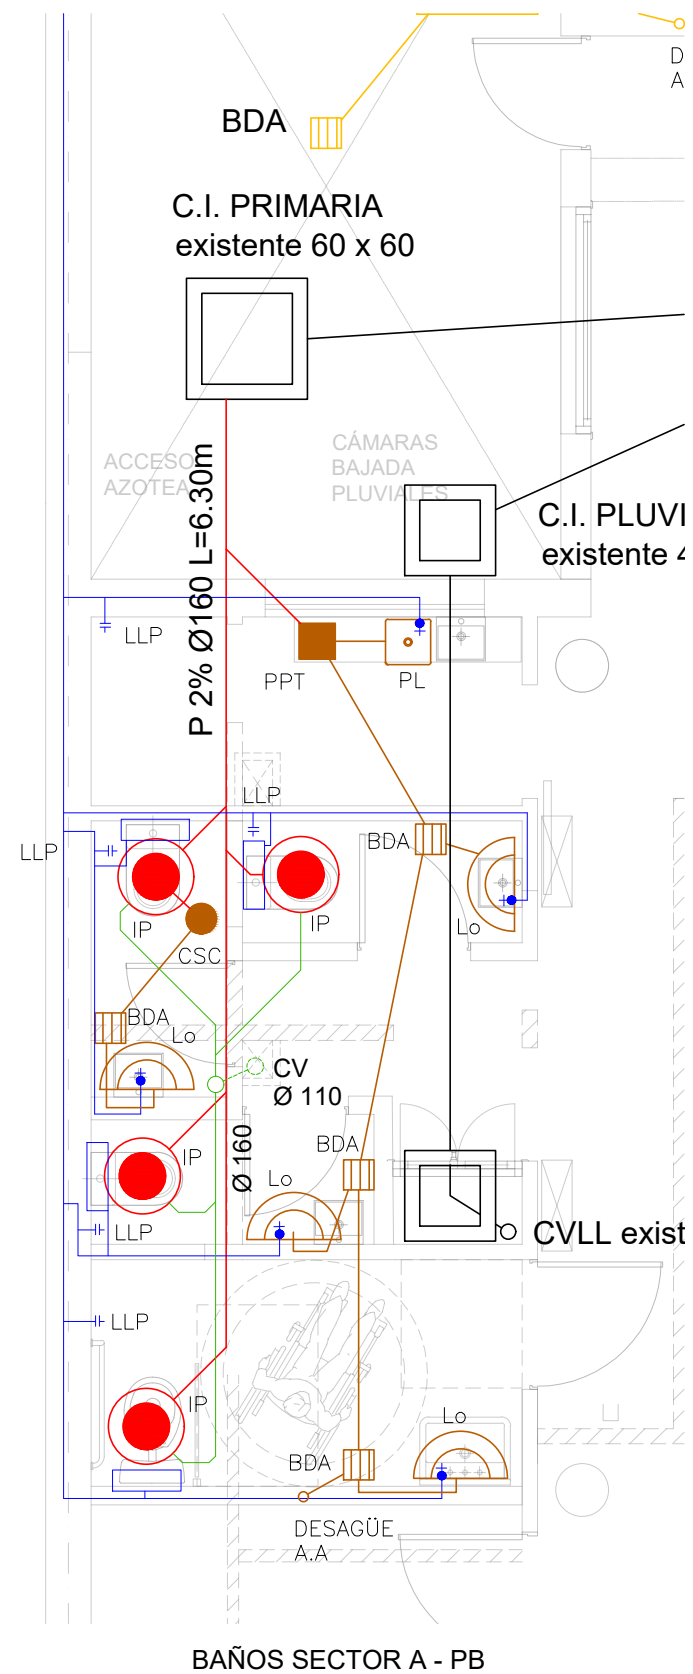 D
A
BDA
C.I. PRIMARIA
existente 60 x 60
ACCESO
AZOTEA
CÁMARAS
BAJADA
PLUVIALES
P 2% Ø160 L=6.30m
C.I. PLUVI
existente 4
LLP
PPT
PL
LLP
BDA
LLP
IP
IP
Lo
CSC
BDA
Lo
CV
Ø 110
Ø 160
BDA
IP
Lo
LLP
CVLL exist
LLP
IP
Lo
BDA
DESAGÜE
A.A
BAÑOS SECTOR A - PB